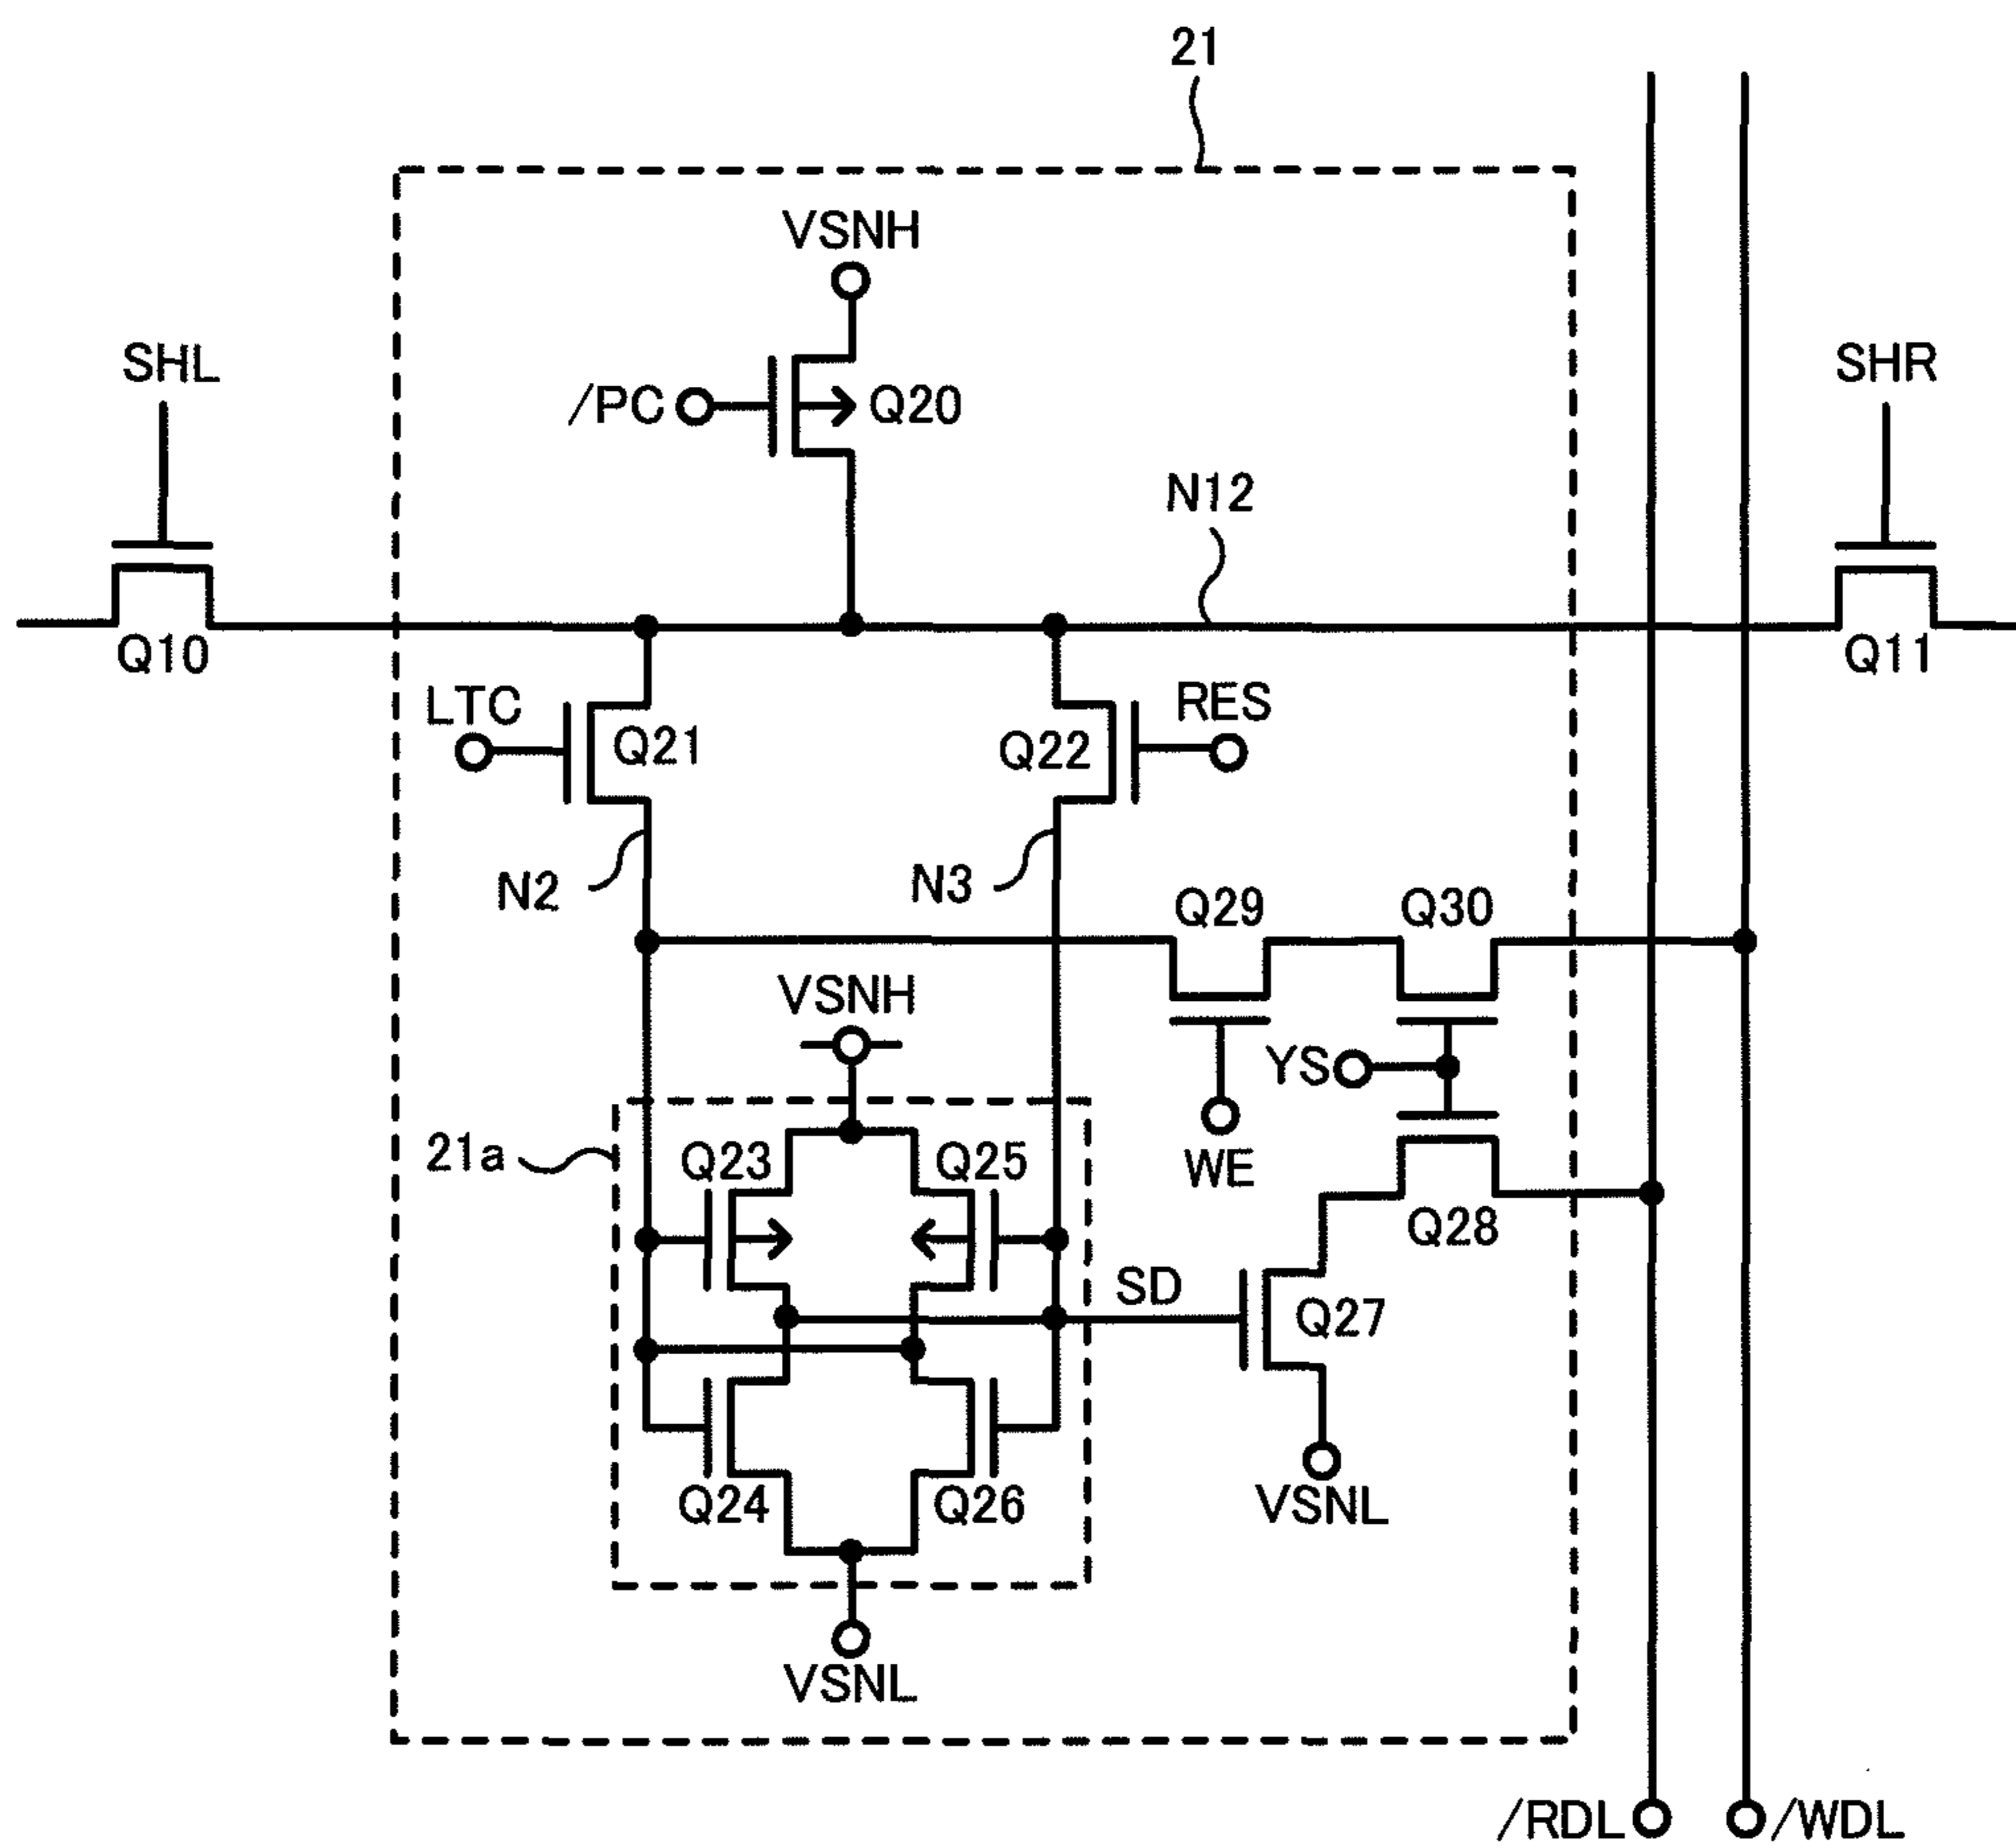 21
VSNH
SHL
SHR
/PC
Q20
N12
Q10
Q11
LTC
RES
Q21
Q22
N2
N3
Q29
Q30
VSNH
YS
WE
21a
Q23
Q25
Q28
SD
Q27
Q24
Q26
VSNL
VSNL
/RDL
/WDL